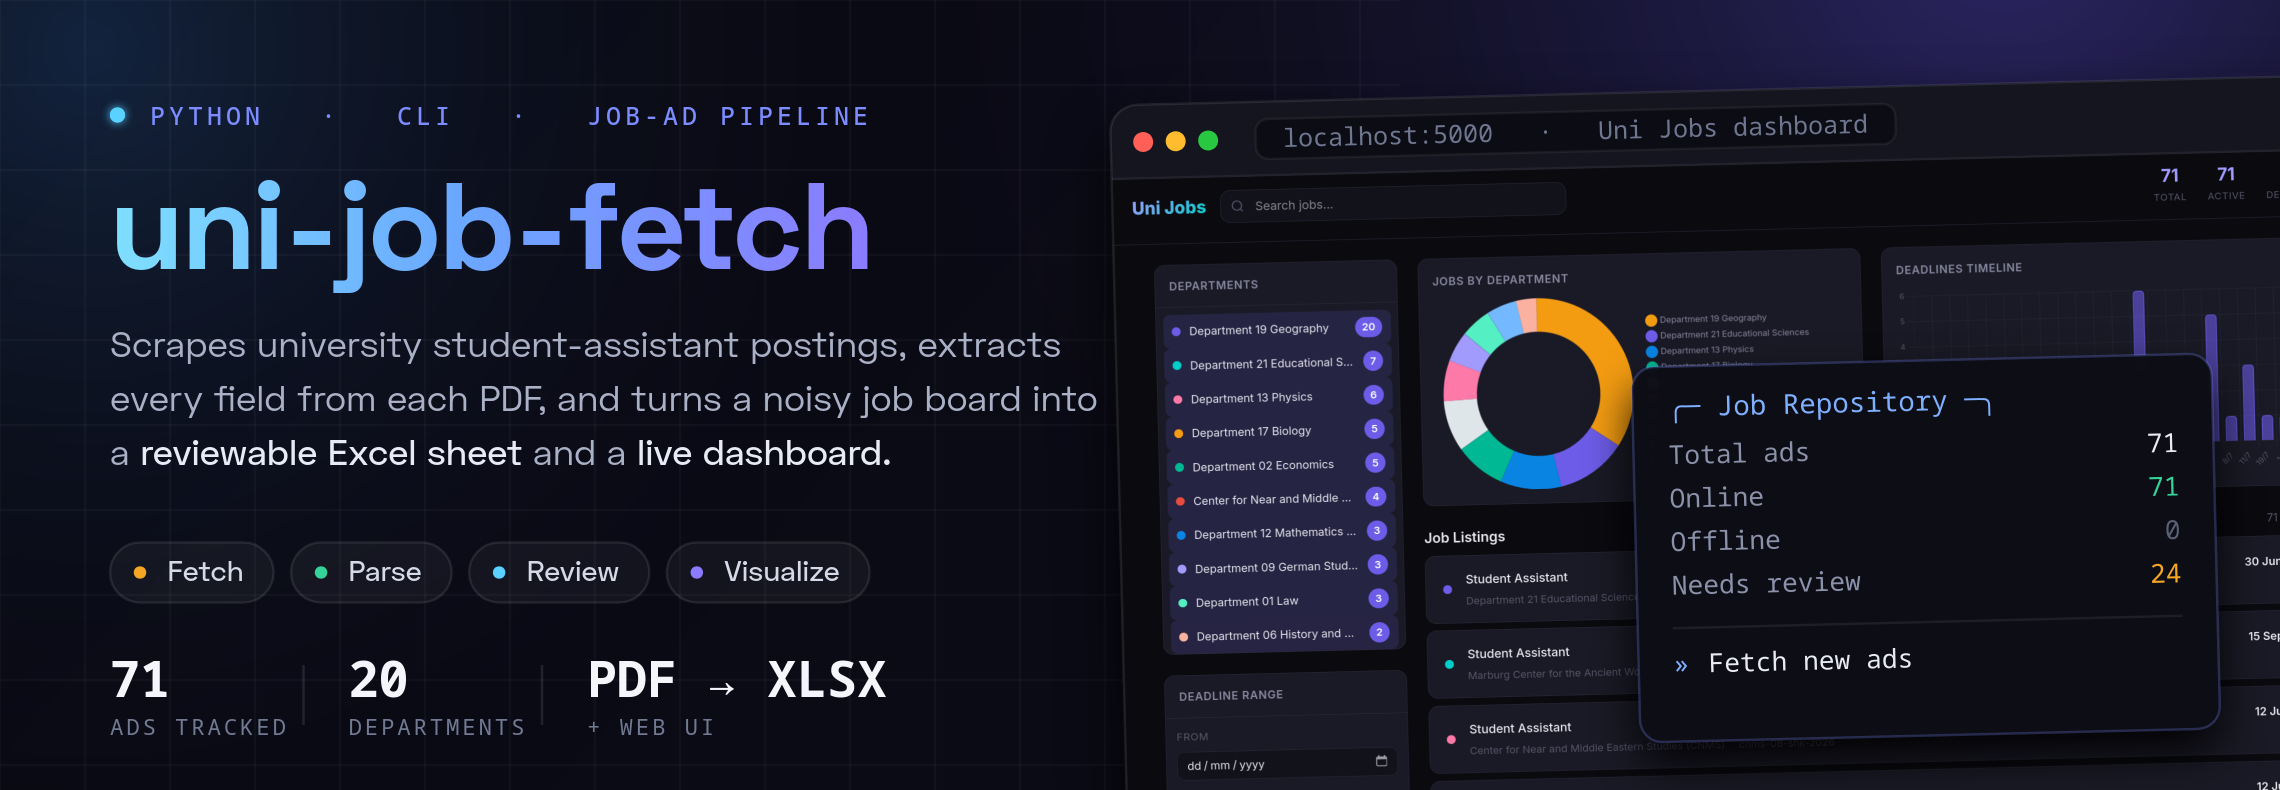 PYTHON · CLI · JOB-AD PIPELINE
uni-job-fetch
Scrapes university student-assistant postings, extracts
every field from each PDF, and turns a noisy job board into
a reviewable Excel sheet and a live dashboard.
Fetch
Parse
Review
Visualize
71
ADS TRACKED
20
DEPARTMENTS
PDF → XLSX
+ WEB UI
localhost:5000 · Uni Jobs dashboard
Uni Jobs
Search jobs...
71
TOTAL
71
ACTIVE
DEPARTMENTS
Department 19 Geography 20
Department 21 Educational S... 7
Department 13 Physics 6
Department 17 Biology 5
Department 02 Economics 5
Center for Near and Middle ... 4
Department 12 Mathematics ... 3
Department 09 German Stud... 3
Department 01 Law 3
Department 06 History and ... 2
DEADLINE RANGE
FROM
dd / mm / yyyy
JOBS BY DEPARTMENT
Department 19 Geography
Department 21 Educational Sciences
Department 13 Physics
DEADLINES TIMELINE
6
5
4
Job Listings
71
Student Assistant
Department 21 Educational
30
Student Assistant
Marburg Center for the Ancient
15
Student Assistant
Center for Near and Middle Eastern Studies
12
12
Job Repository
Total ads 71
Online 71
Offline 0
Needs review 24
» Fetch new ads